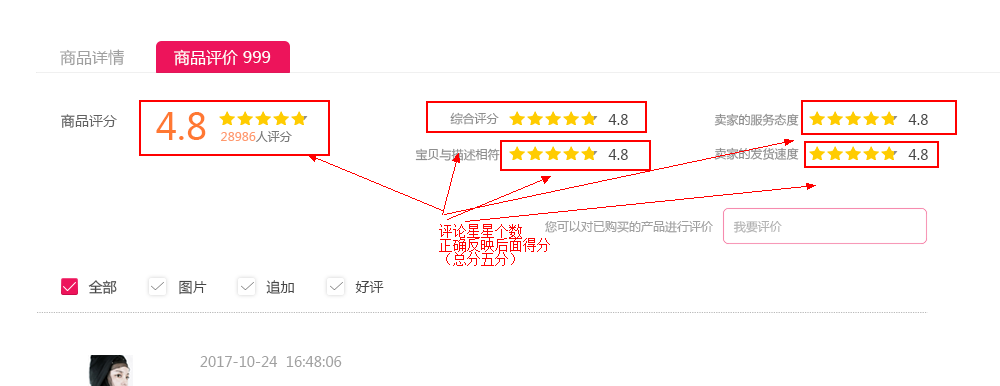 商品详情
商品评价 999
商品评分
4.8
28986人评分
综合评分
4.8
卖家的服务态度
4.8
宝贝与描述相符
4.8
卖家的发货速度
4.8
评论星星个数
正确反映后面得分
（总分五分）
您可以对已购买的产品进行评价
我要评价
全部
图片
追加
好评
2017-10-24 16:48:06